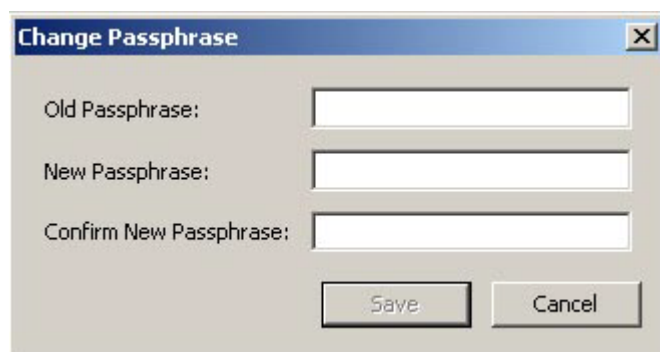 Change Passphrase
Old Passphrase:
New Passphrase:
Confirm New Passphrase:
Save Cancel